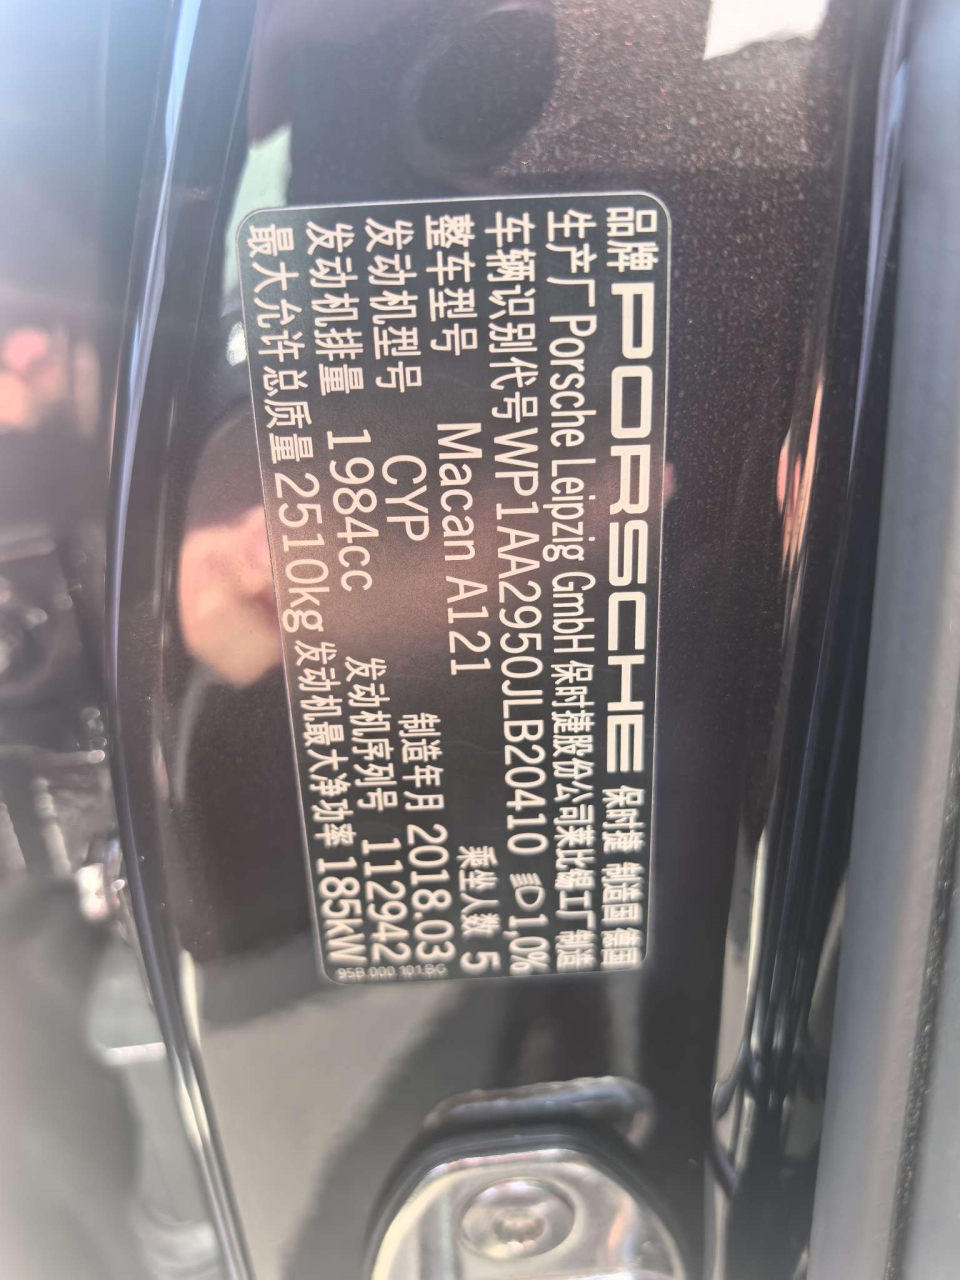 品牌 PORSCHE 保时捷 制造国 德国
生产厂 Porsche Leipzig GmbH 保时捷股份公司莱比锡工厂 制造
车辆识别代号 WP1AA2950JLB20410 1,0%
整车型号 Macan A121 乘坐人数 5
发动机型号 CYP 制造年月 2018.03
发动机排量 1984cc 发动机序列号 112942
最大允许总质量 2510kg 发动机最大净功率 185kW
95B 000 101 BG